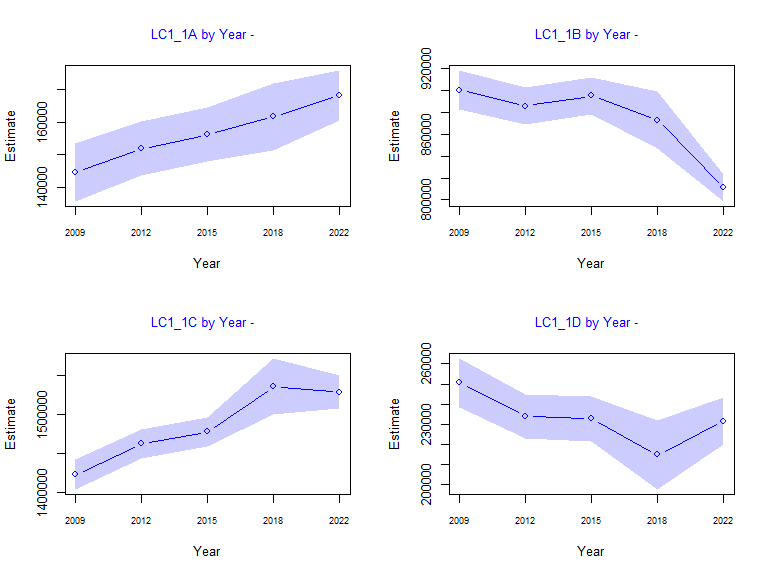 LC1_1A by Year -
Estimate
140000
160000
2009
2012
2015
2018
2022
Year
LC1_1B by Year -
Estimate
800000
860000
920000
2009
2012
2015
2018
2022
Year
LC1_1C by Year -
Estimate
1400000
1500000
2009
2012
2015
2018
2022
Year
LC1_1D by Year -
Estimate
200000
230000
260000
2009
2012
2015
2018
2022
Year